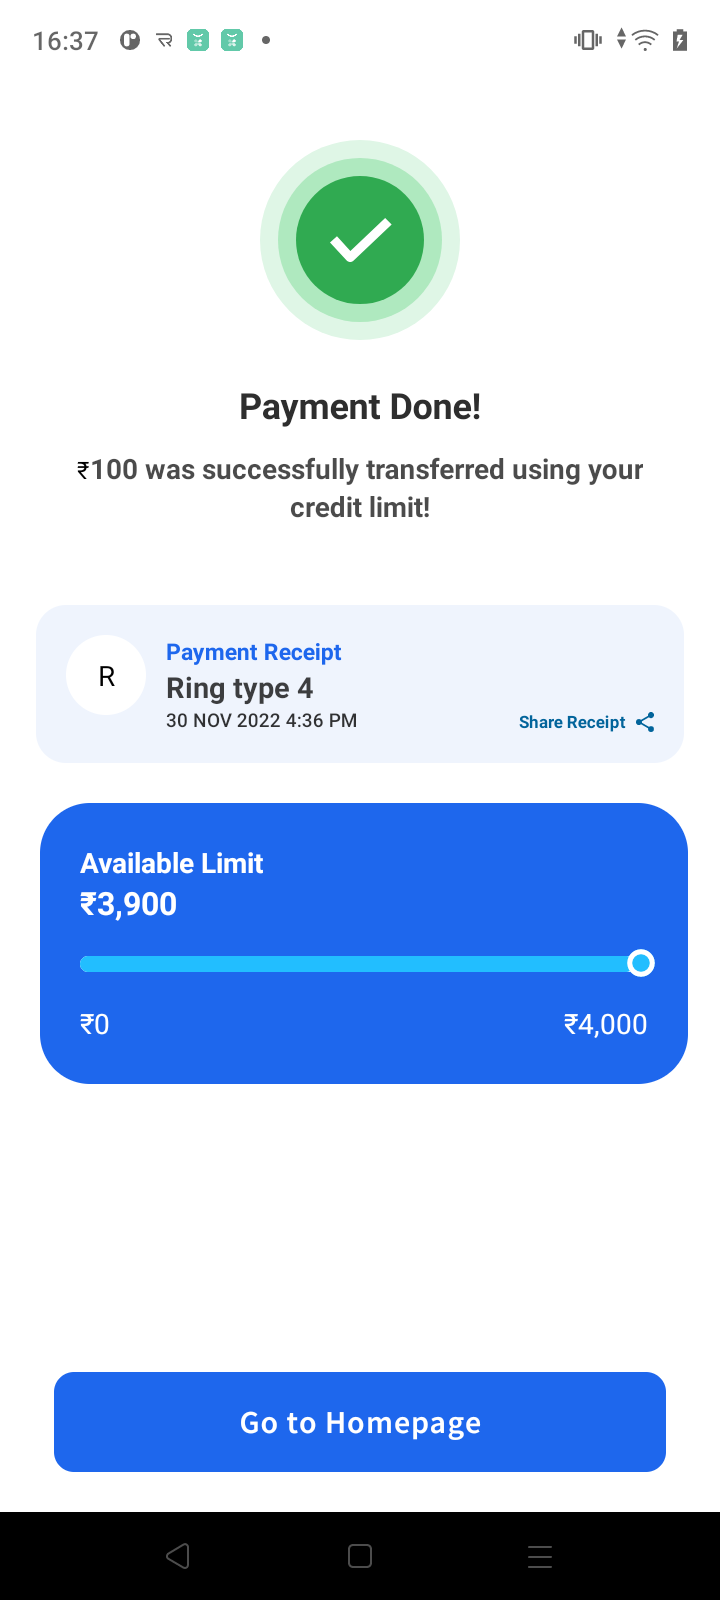 16:37
Payment Done!
₹100 was successfully transferred using your
credit limit!
R
Payment Receipt
Ring type 4
30 NOV 2022 4:36 PM
Share Receipt
Available Limit
₹3,900
₹0
₹4,000
Go to Homepage